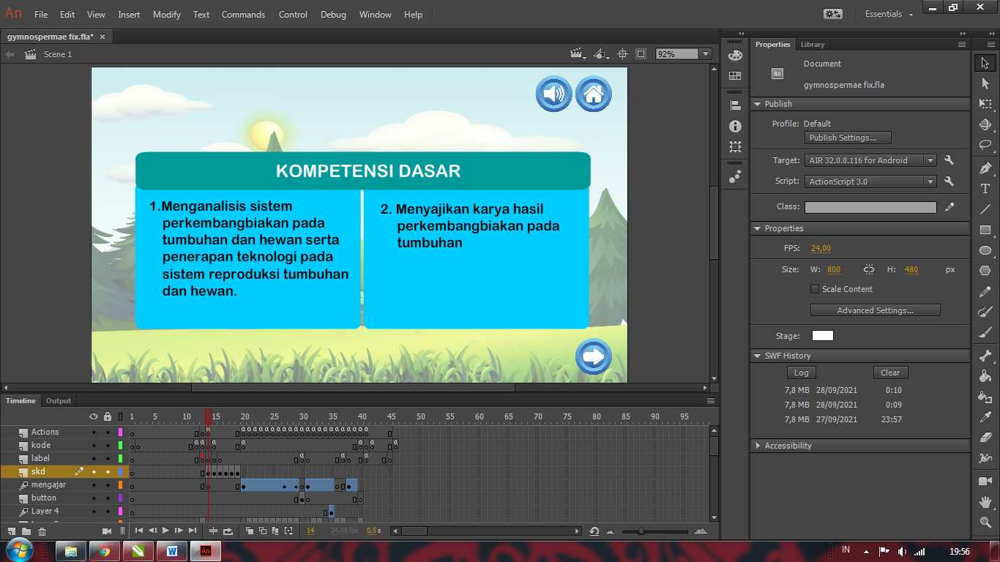 An File Edit View Insert Modify Text Commands Control Debug Window Help Essentials
gymnospermae fix.fla* ×
Scene 1 92%
KOMPETENSI DASAR
1.Menganalisis sistem
perkembangbiakan pada
tumbuhan dan hewan serta
penerapan teknologi pada
sistem reproduksi tumbuhan
dan hewan.
2. Menyajikan karya hasil
perkembangbiakan pada
tumbuhan
Properties Library
An Document
gymnospermae fix.fla
Publish
Profile: Default
Publish Settings...
Target: AIR 32.0.0.116 for Android
Script: ActionScript 3.0
Class:
Properties
FPS: 24,00
Size: W: 800 H: 480 px
Scale Content
Advanced Settings...
Stage:
SWF History
Log Clear
7,8 MB 28/09/2021 0:10
7,8 MB 28/09/2021 0:09
7,8 MB 27/09/2021 23:57
Accessibility
Timeline Output
1 5 10 15 20 25 30 35 40 45 50 55 60 65 70 75 80 85 90 95
Actions
kode
label
skd
mengajar
button
Layer 4
14 24,00 fps 0,5 s
W An IN 19:56